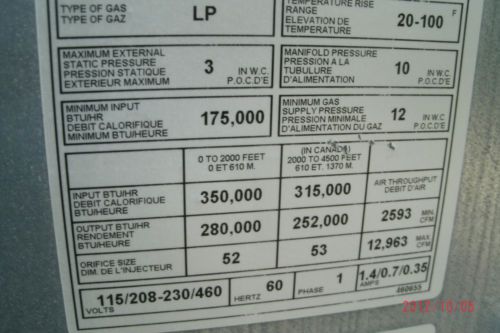 TYPE OF GAS
TYPE OF GAZ
LP
TEMPERATURE RISE
RANGE
ELEVATION DE
TEMPERATURE
20-100 F
MAXIMUM EXTERNAL
STATIC PRESSURE
PRESSION STATIQUE
EXTERIEUR MAXIMUM
3
IN W.C.
P.O.C.D'E
MANIFOLD PRESSURE
PRESSION A LA
TUBULURE
D'ALIMENTATION
10
IN W.C.
P.O.C.D'E
MINIMUM INPUT
BTU/HR
DEBIT CALORIFIQUE
MINIMUM BTU/HEURE
175,000
MINIMUM GAS
SUPPLY PRESSURE
PRESSION MINIMALE
D'ALIMENTATION DU GAZ
12
IN W.C.
P.O.C.D'E
0 TO 2000 FEET
0 ET 610 M.
(IN CANADA)
2000 TO 4500 FEET
610 ET. 1370 M.
INPUT BTU/HR
DEBIT CALORIFIQUE
BTU/HEURE
350,000
315,000
AIR THROUGHPUT
DEBIT D'AIR
OUTPUT BTU/HR
RENDEMENT
BTU/HEURE
280,000
252,000
2593 MIN. CFM
ORIFICE SIZE
DIM. DE L'INJECTEUR
52
53
12,963 MAX. CFM
115/208-230/460
VOLTS
HERTZ 60
PHASE 1
1.4/0.7/0.35
AMPS
460655
2012 10 06